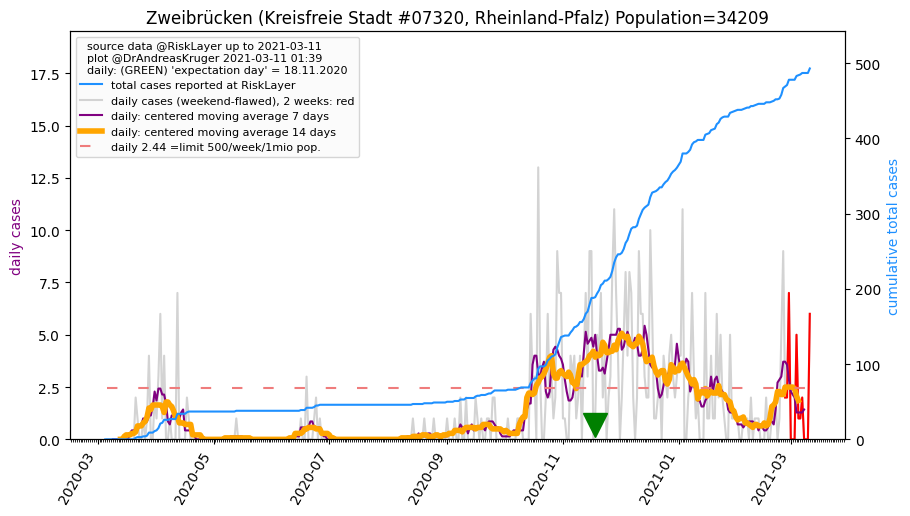 Zweibrücken (Kreisfreie Stadt #07320, Rheinland-Pfalz) Population=34209
source data @RiskLayer up to 2021-03-11
plot @DrAndreasKruger 2021-03-11 01:39
daily: (GREEN) 'expectation day' = 18.11.2020
total cases reported at RiskLayer
daily cases (weekend-flawed), 2 weeks: red
daily: centered moving average 7 days
daily: centered moving average 14 days
daily 2.44 =limit 500/week/1mio pop.
daily cases
17.5
15.0
12.5
10.0
7.5
5.0
2.5
0.0
500
400
300
200
100
0
cumulative total cases
2020-03
2020-05
2020-07
2020-09
2020-11
2021-01
2021-03